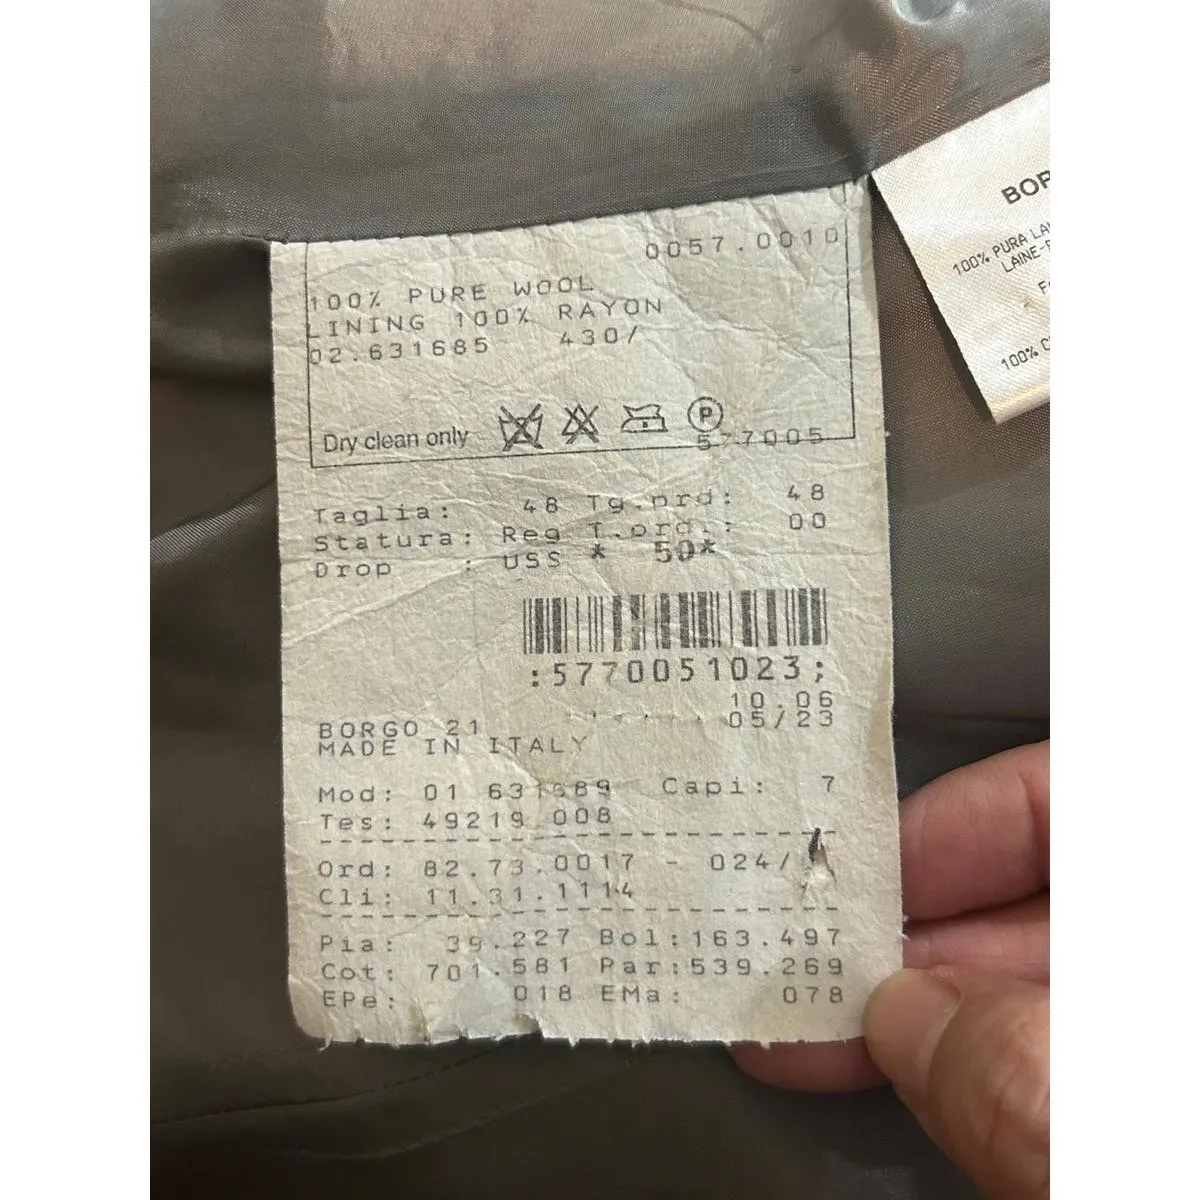 0057.0010
100% PURE WOOL
LINING 100% RAYON
02.631685 430/
Dry clean only P
577005
Taglia: 48 Tg.ord: 48
Statura: Reg T.ord.: 00
Drop : USS * 50*
:5770051023;
10.06
05/23
BORGO 21
MADE IN ITALY
Mod: 01 631689 Capi: 7
Tes: 49219 008
Ord: 82.73.0017 - 024/
Cli: 11.31.1114
Pia: 39.227 Bol:163.497
Cot: 701.581 Par:539.269
EPe: 018 EMa: 078
BOR
100% PURA LA
LAINE-
100% C